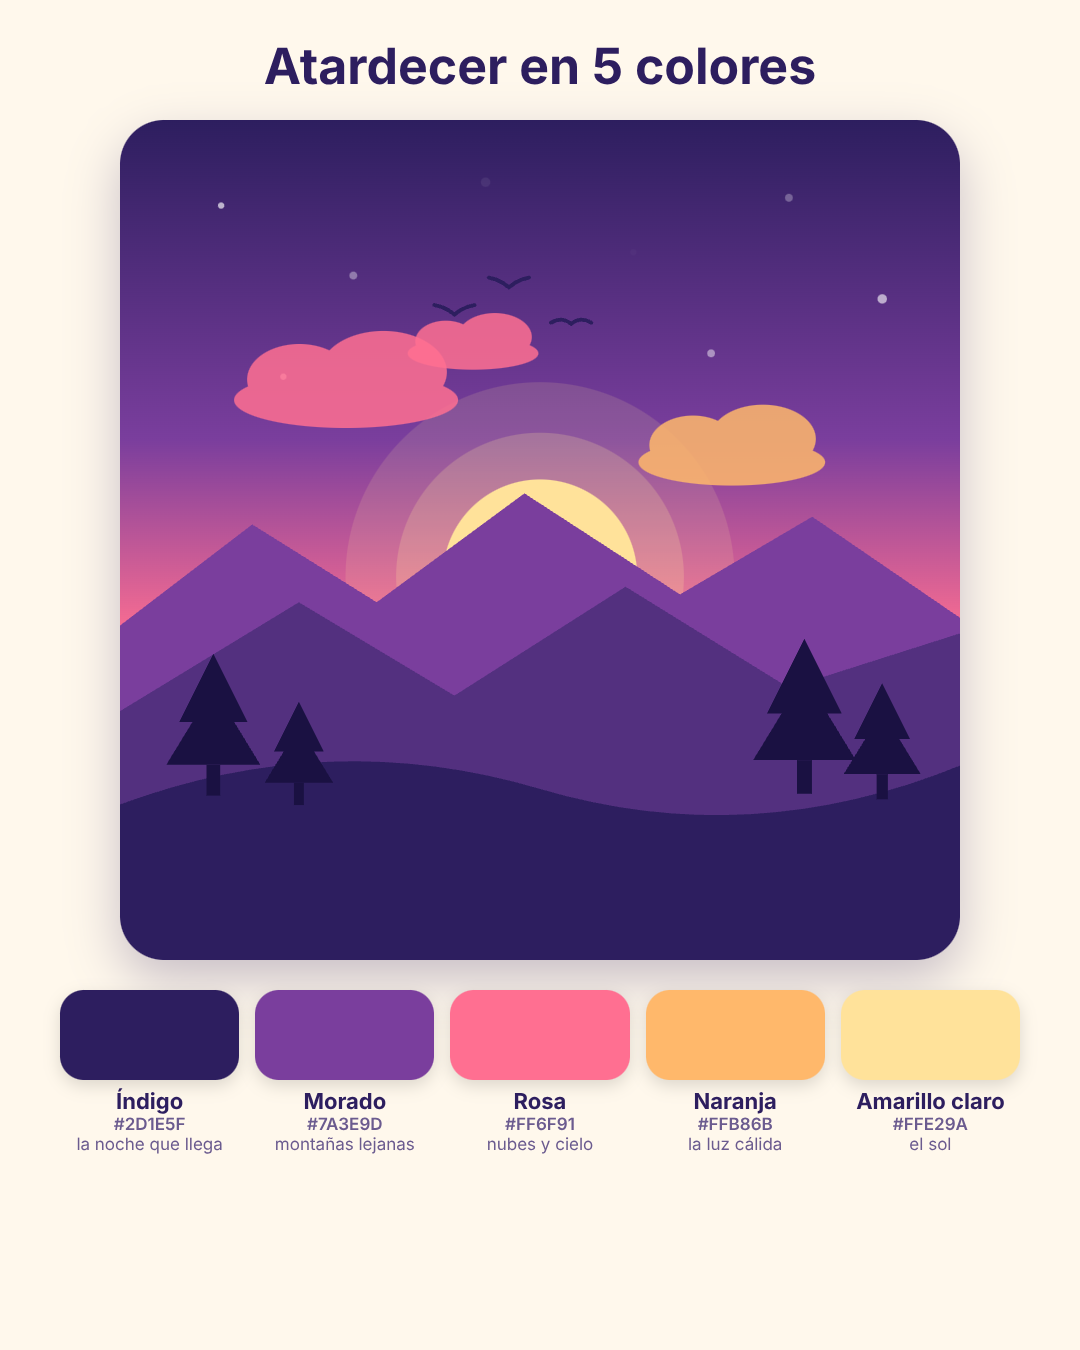 Atardecer en 5 colores
Índigo
#2D1E5F
la noche que llega
Morado
#7A3E9D
montañas lejanas
Rosa
#FF6F91
nubes y cielo
Naranja
#FFB86B
la luz cálida
Amarillo claro
#FFE29A
el sol